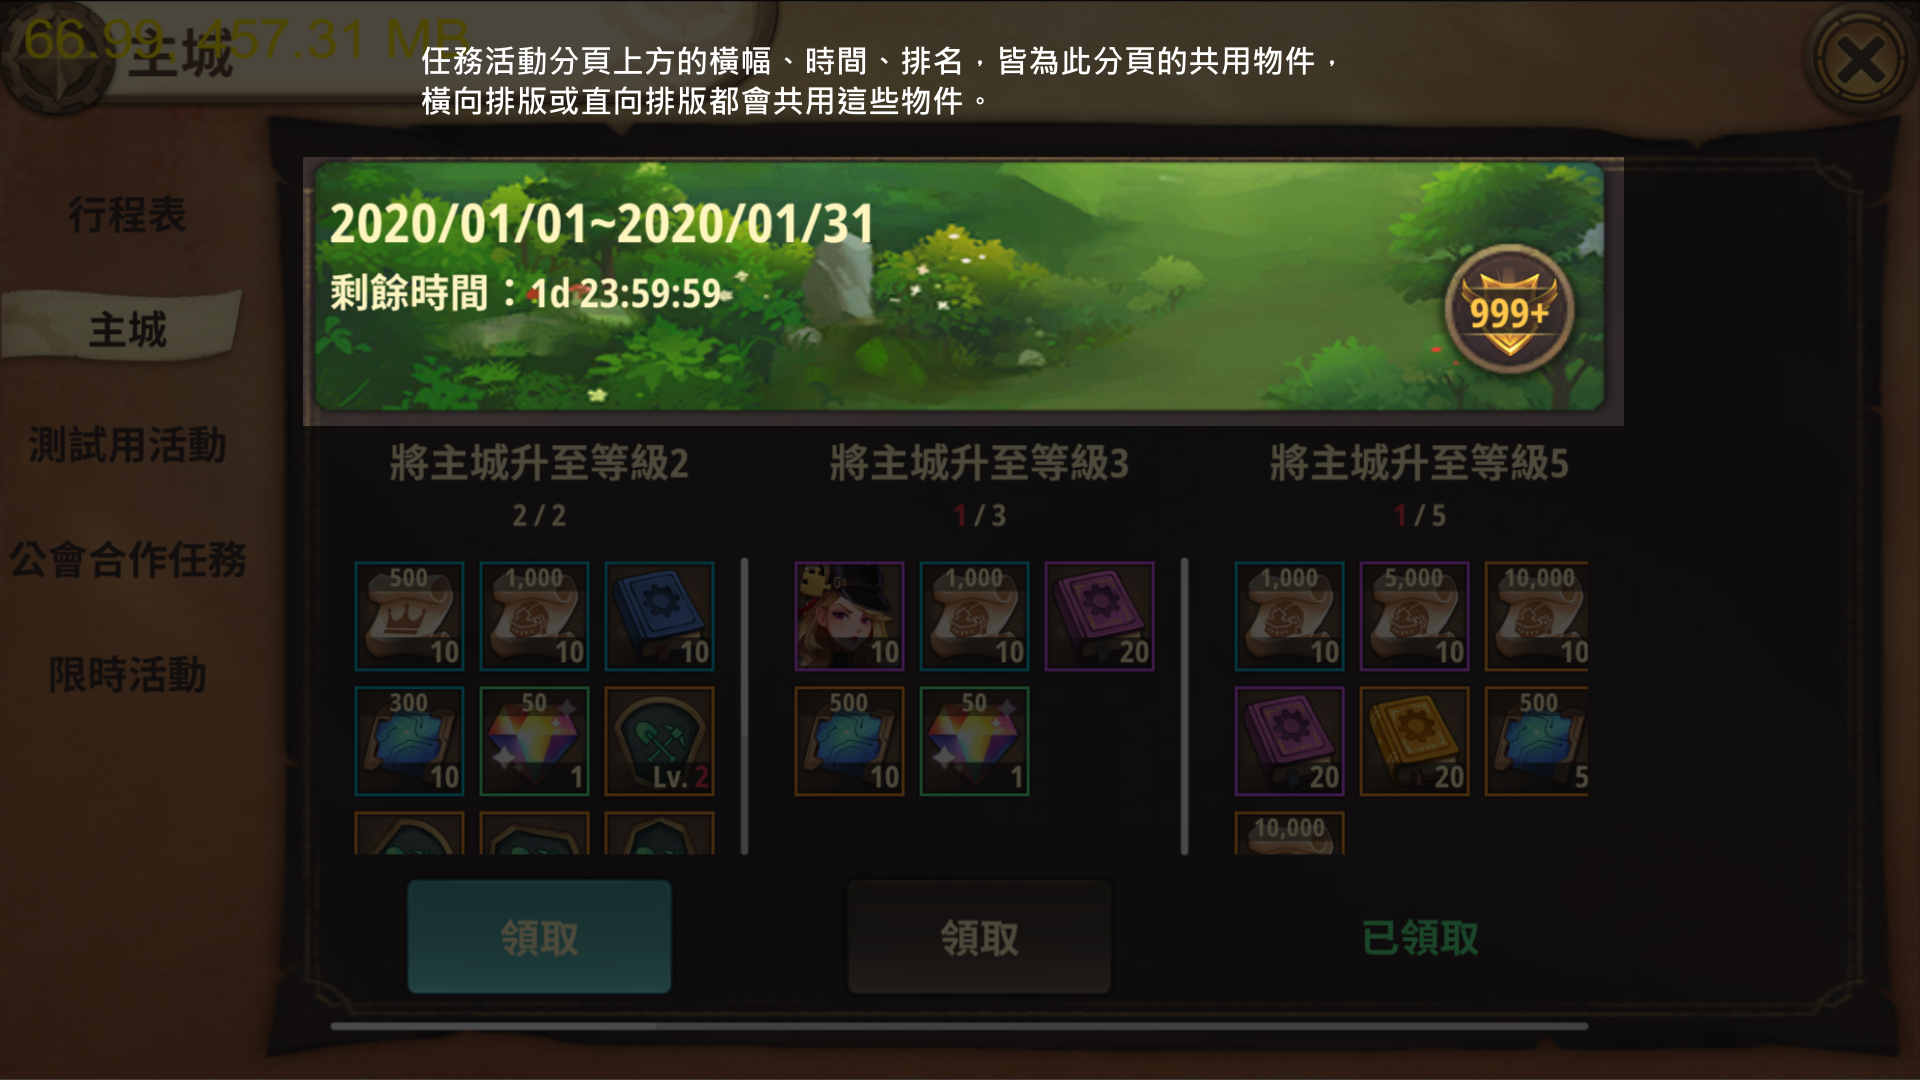 66.99, 457.31 MB
主城
任務活動分頁上方的橫幅、時間、排名，皆為此分頁的共用物件，
橫向排版或直向排版都會共用這些物件。
行程表
主城
測試用活動
公會合作任務
限時活動
2020/01/01~2020/01/31
剩餘時間：1d 23:59:59
999+
將主城升至等級2
2 / 2
500 1,000
10 10 10
300 50
10 1 Lv. 2
領取
將主城升至等級3
1 / 3
1,000
10 10 20
500 50
10 1
領取
將主城升至等級5
1 / 5
1,000 5,000 10,000
10 10 10
500
20 20 5
10,000
已領取